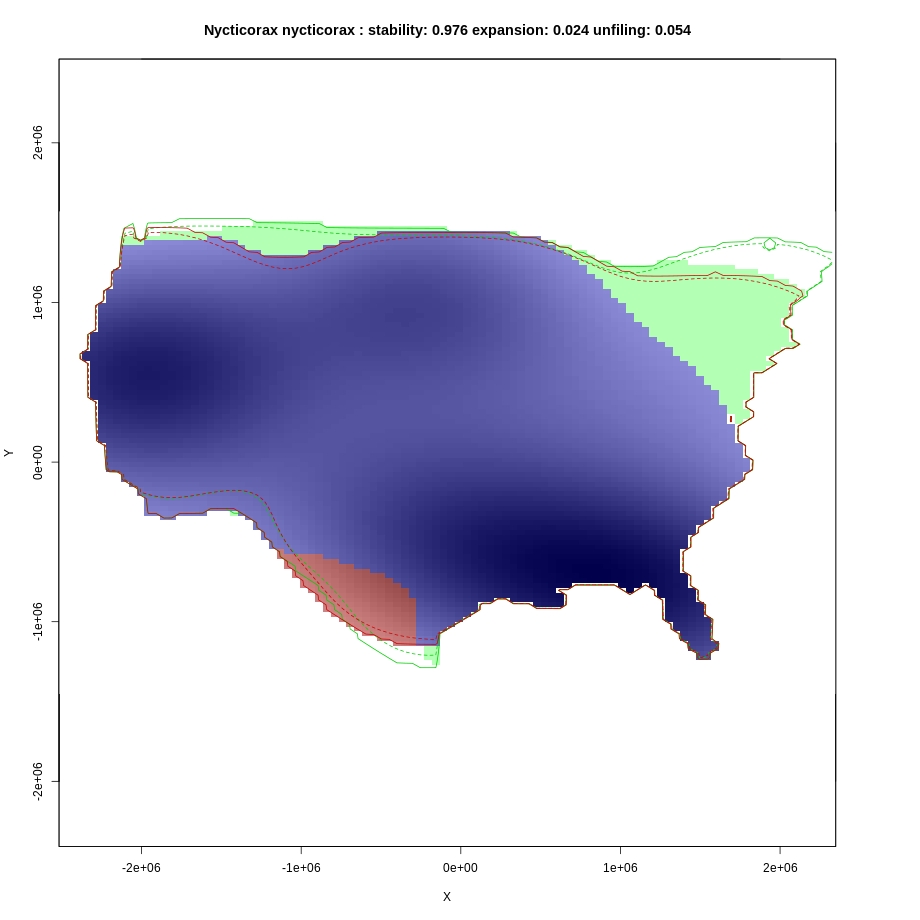 Nycticorax nycticorax : stability: 0.976 expansion: 0.024 unfiling: 0.054
2e+06
1e+06
0e+00
-1e+06
-2e+06
Y
-2e+06 -1e+06 0e+00 1e+06 2e+06
X